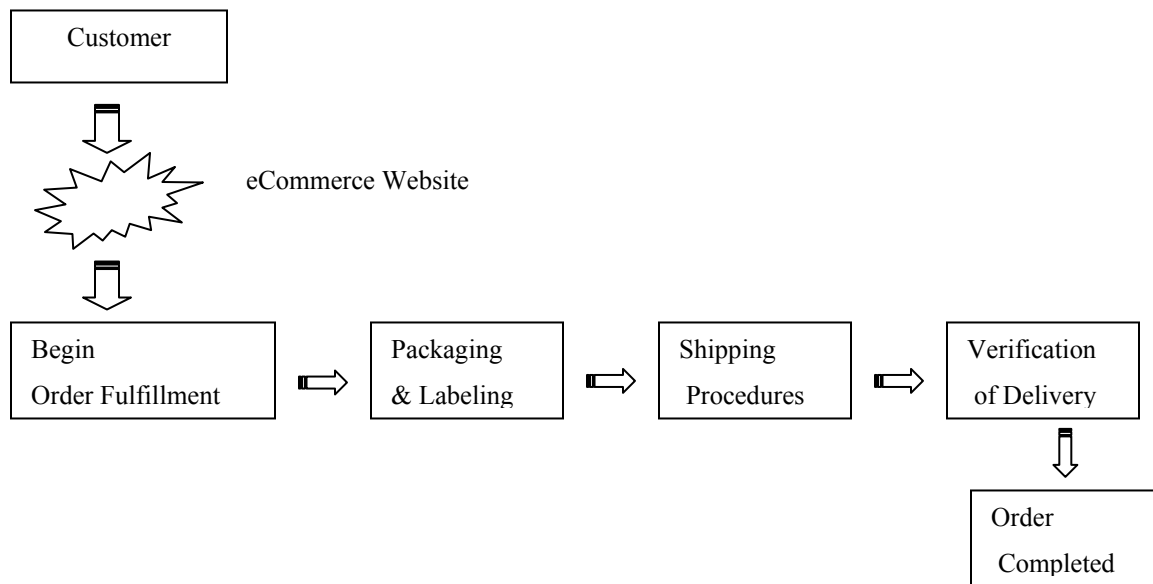 Customer
eCommerce Website
Begin
Order Fulfillment
Packaging
& Labeling
Shipping
Procedures
Verification
of Delivery
Order
Completed